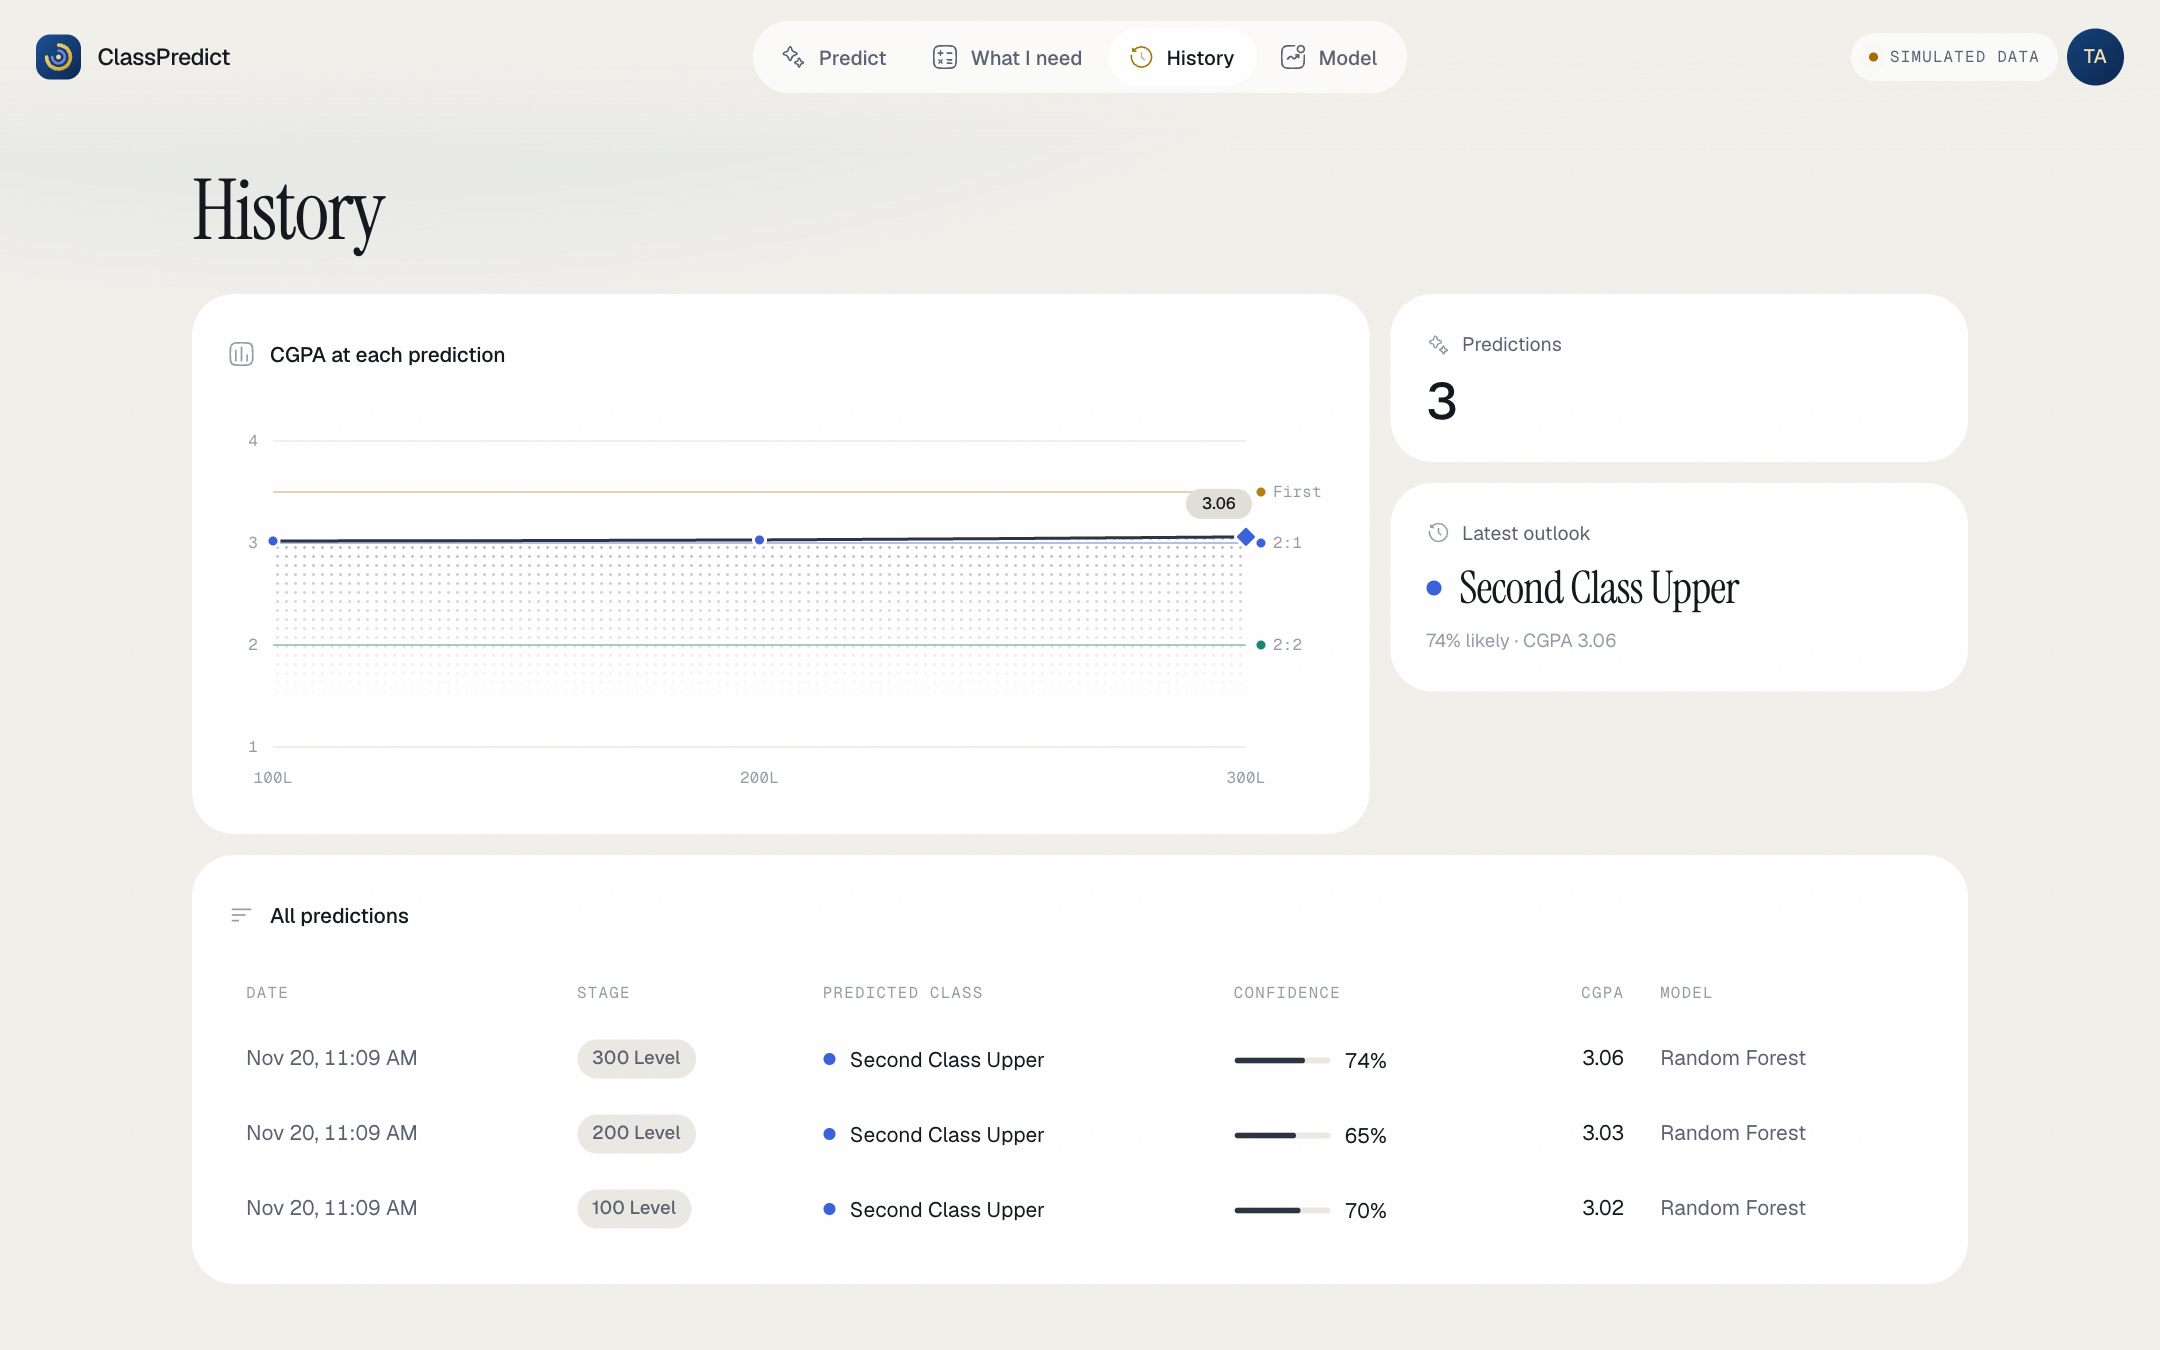 ClassPredict
Predict
What I need
History
Model
SIMULATED DATA
TA
History
CGPA at each prediction
4
3
2
1
First
2:1
2:2
3.06
100L
200L
300L
Predictions
3
Latest outlook
Second Class Upper
74% likely · CGPA 3.06
All predictions
DATE STAGE PREDICTED CLASS CONFIDENCE CGPA MODEL
Nov 20, 11:09 AM 300 Level Second Class Upper 74% 3.06 Random Forest
Nov 20, 11:09 AM 200 Level Second Class Upper 65% 3.03 Random Forest
Nov 20, 11:09 AM 100 Level Second Class Upper 70% 3.02 Random Forest